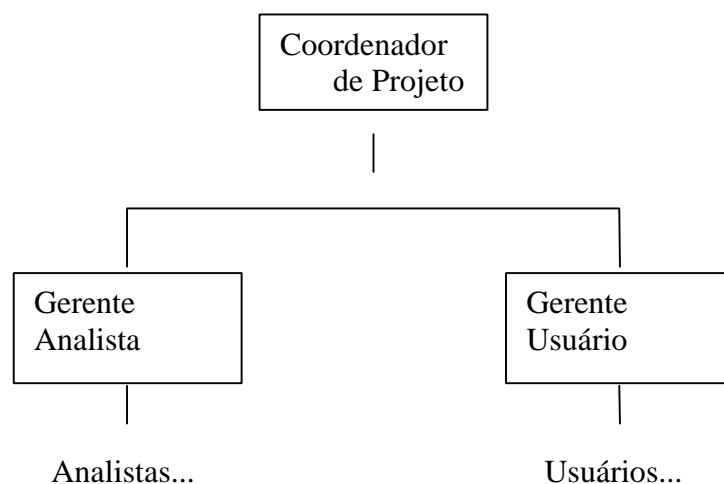 Coordenador
de Projeto
Gerente
Analista
Gerente
Usuário
Analistas...
Usuários...